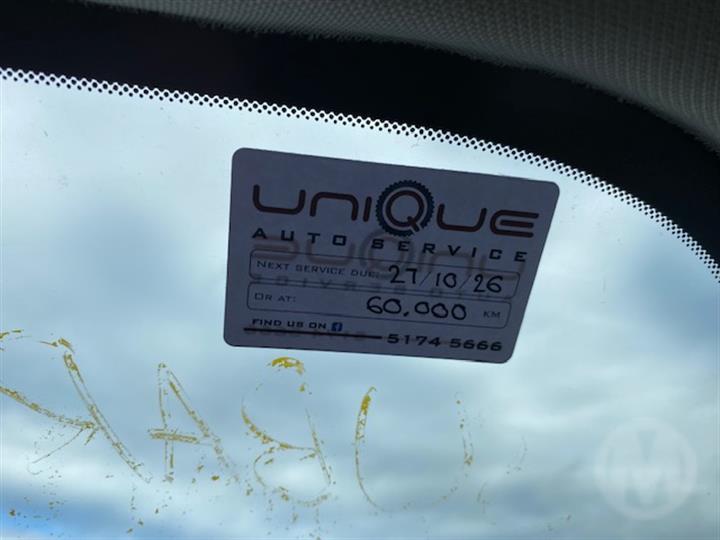 UNIQUE
AUTO SERVICE
NEXT SERVICE DUE: 27/10/26
OR AT: 60,000 KM
FIND US ON f 5174 5666
M